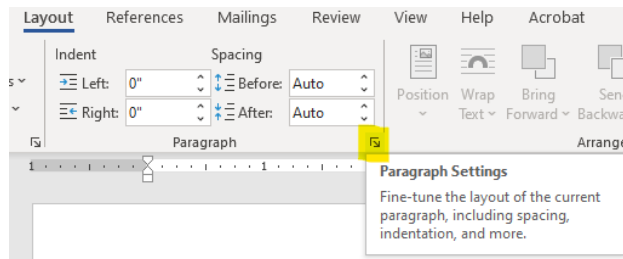 Layout References Mailings Review View Help Acrobat
Indent Spacing
Left: 0" Before: Auto
Right: 0" After: Auto
Position Wrap Text Bring Forward
Paragraph Arrange
1 1
Paragraph Settings
Fine-tune the layout of the current
paragraph, including spacing,
indentation, and more.